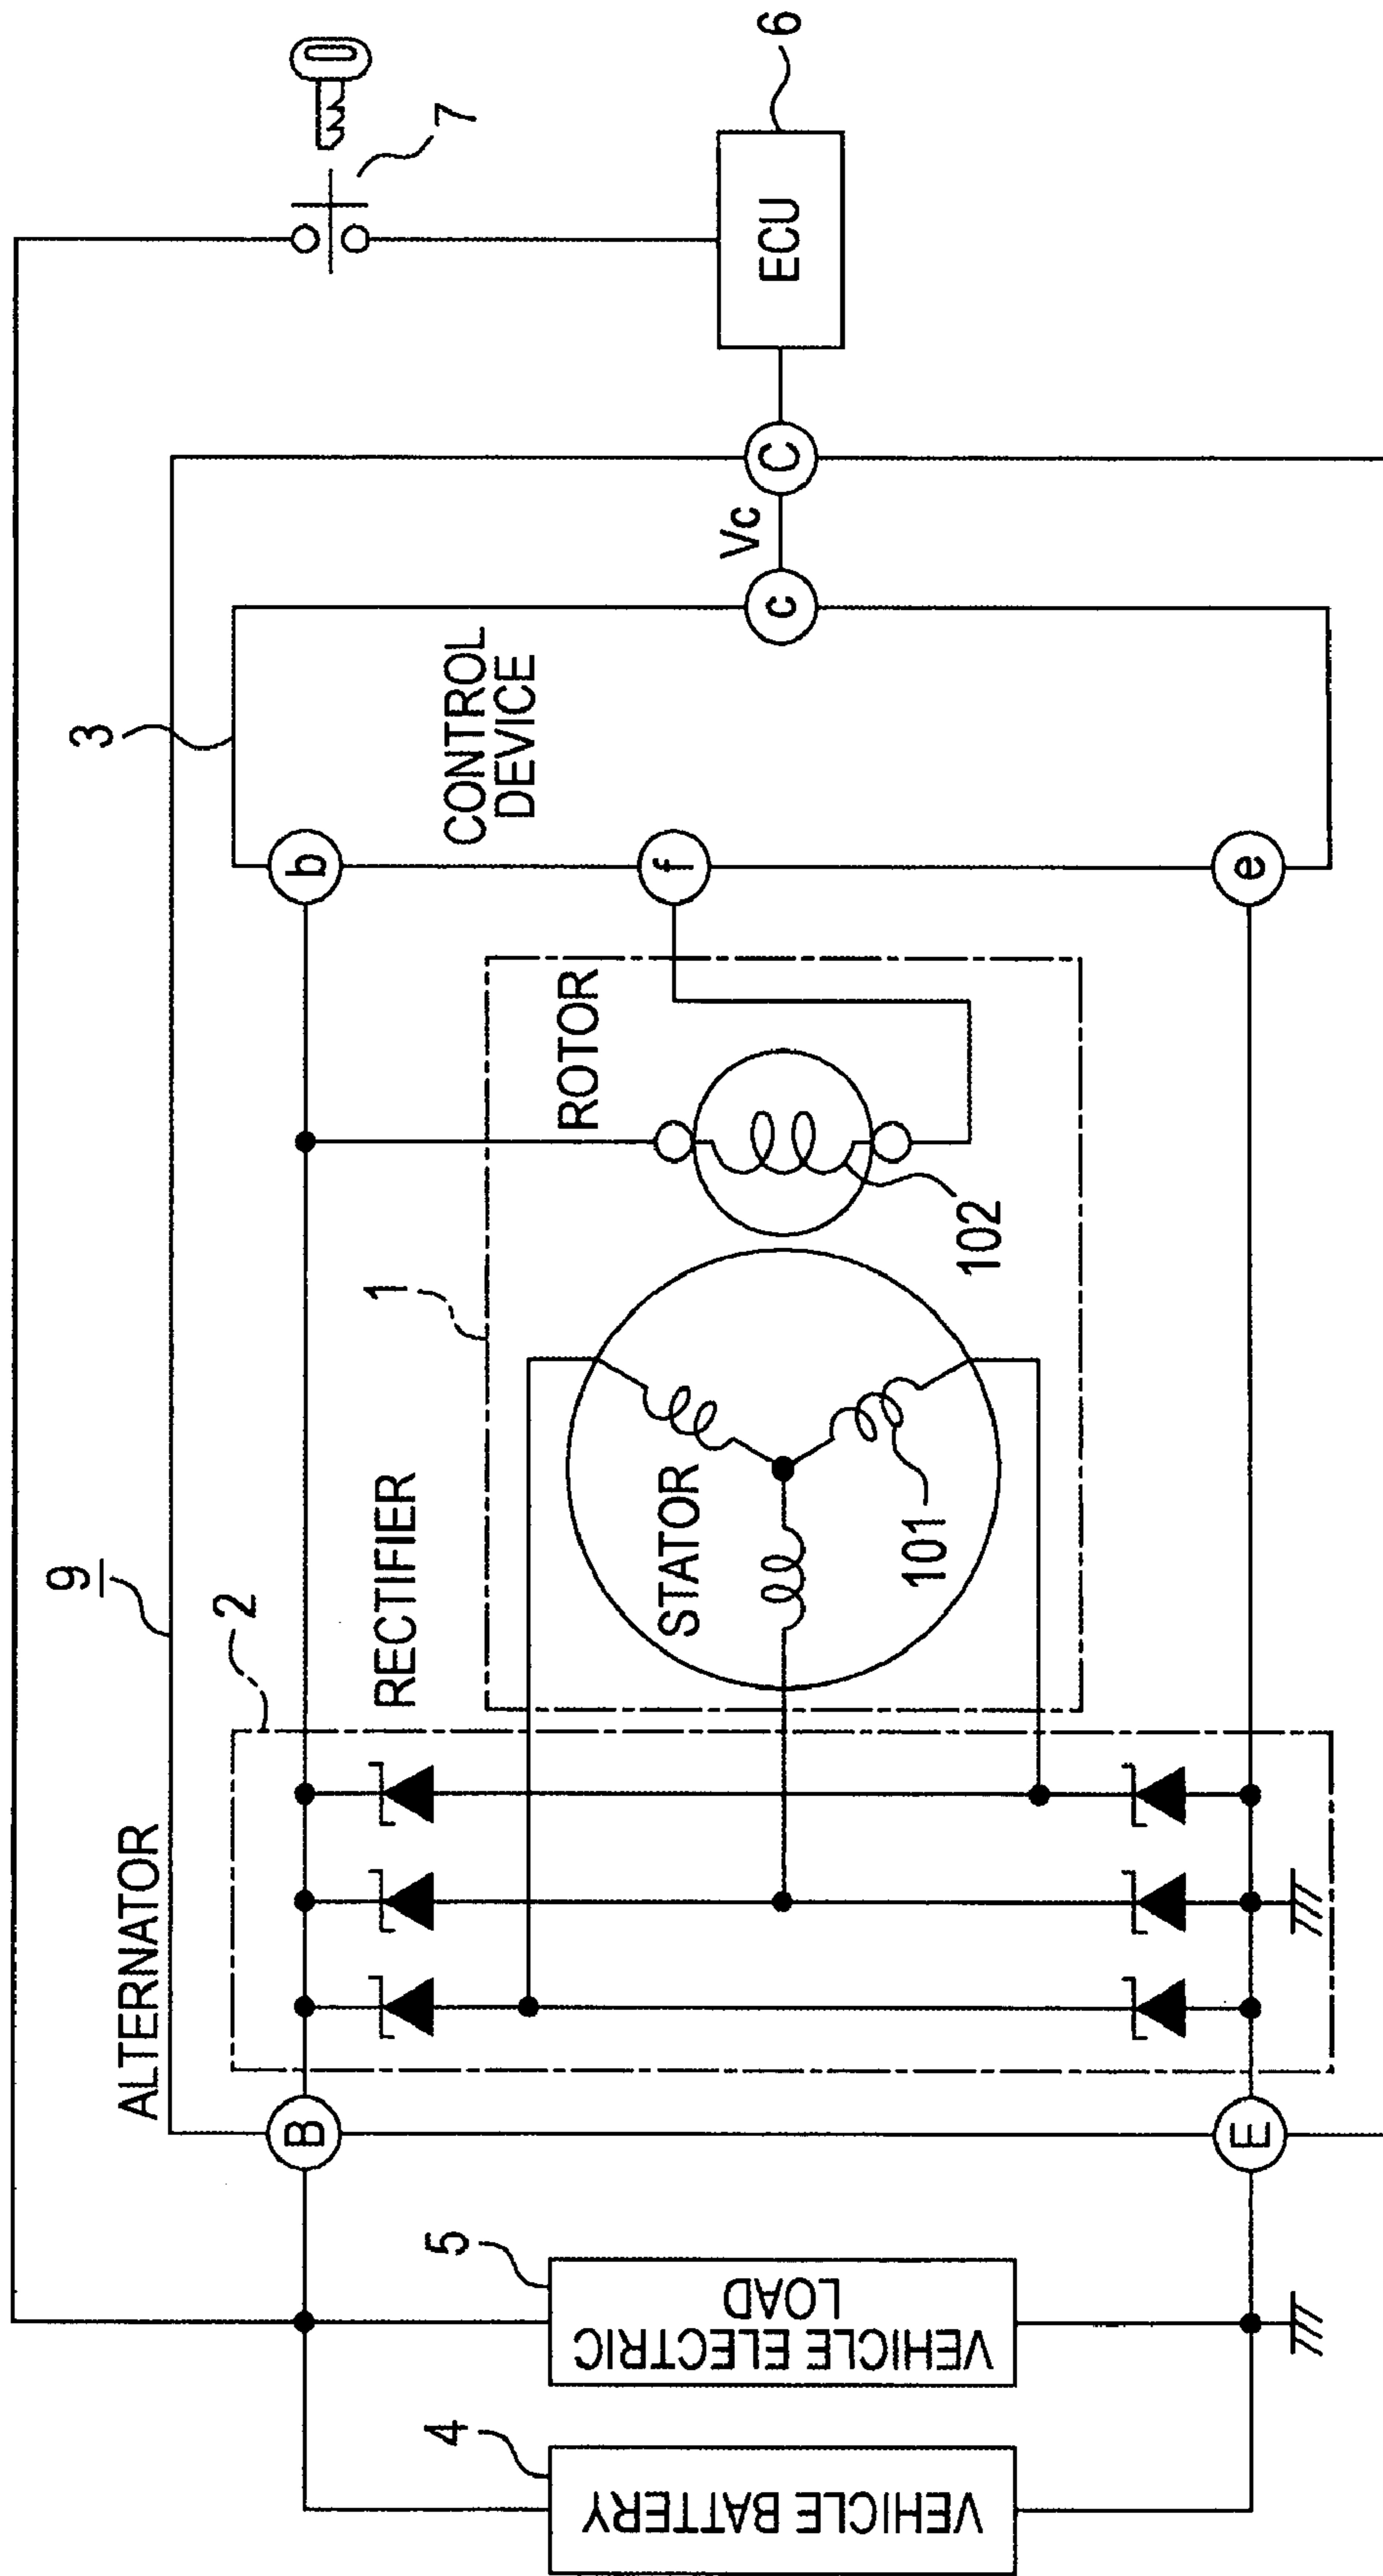 9
ALTERNATOR
2
RECTIFIER
1
STATOR
101
ROTOR
102
3
CONTROL
DEVICE
b
f
e
c
Vc
C
B
E
4
VEHICLE BATTERY
5
VEHICLE ELECTRIC
LOAD
ECU
6
7